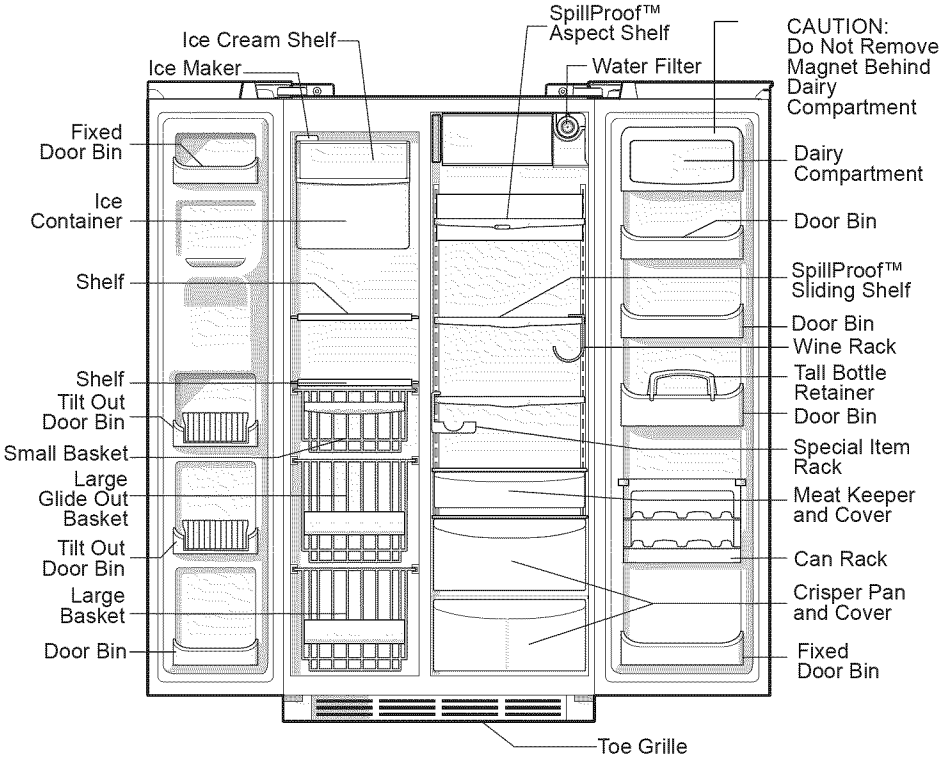 SpillProof™
Aspect Shelf
Ice Cream Shelf
Ice Maker
Water Filter
CAUTION:
Do Not Remove
Magnet Behind
Dairy
Compartment
Fixed
Door Bin
Dairy
Compartment
Ice
Container
Door Bin
Shelf
SpillProof™
Sliding Shelf
Door Bin
Wine Rack
Shelf
Tall Bottle
Retainer
Tilt Out
Door Bin
Door Bin
Small Basket
Special Item
Rack
Large
Glide Out
Basket
Meat Keeper
and Cover
Tilt Out
Door Bin
Can Rack
Large
Basket
Crisper Pan
and Cover
Door Bin
Fixed
Door Bin
Toe Grille